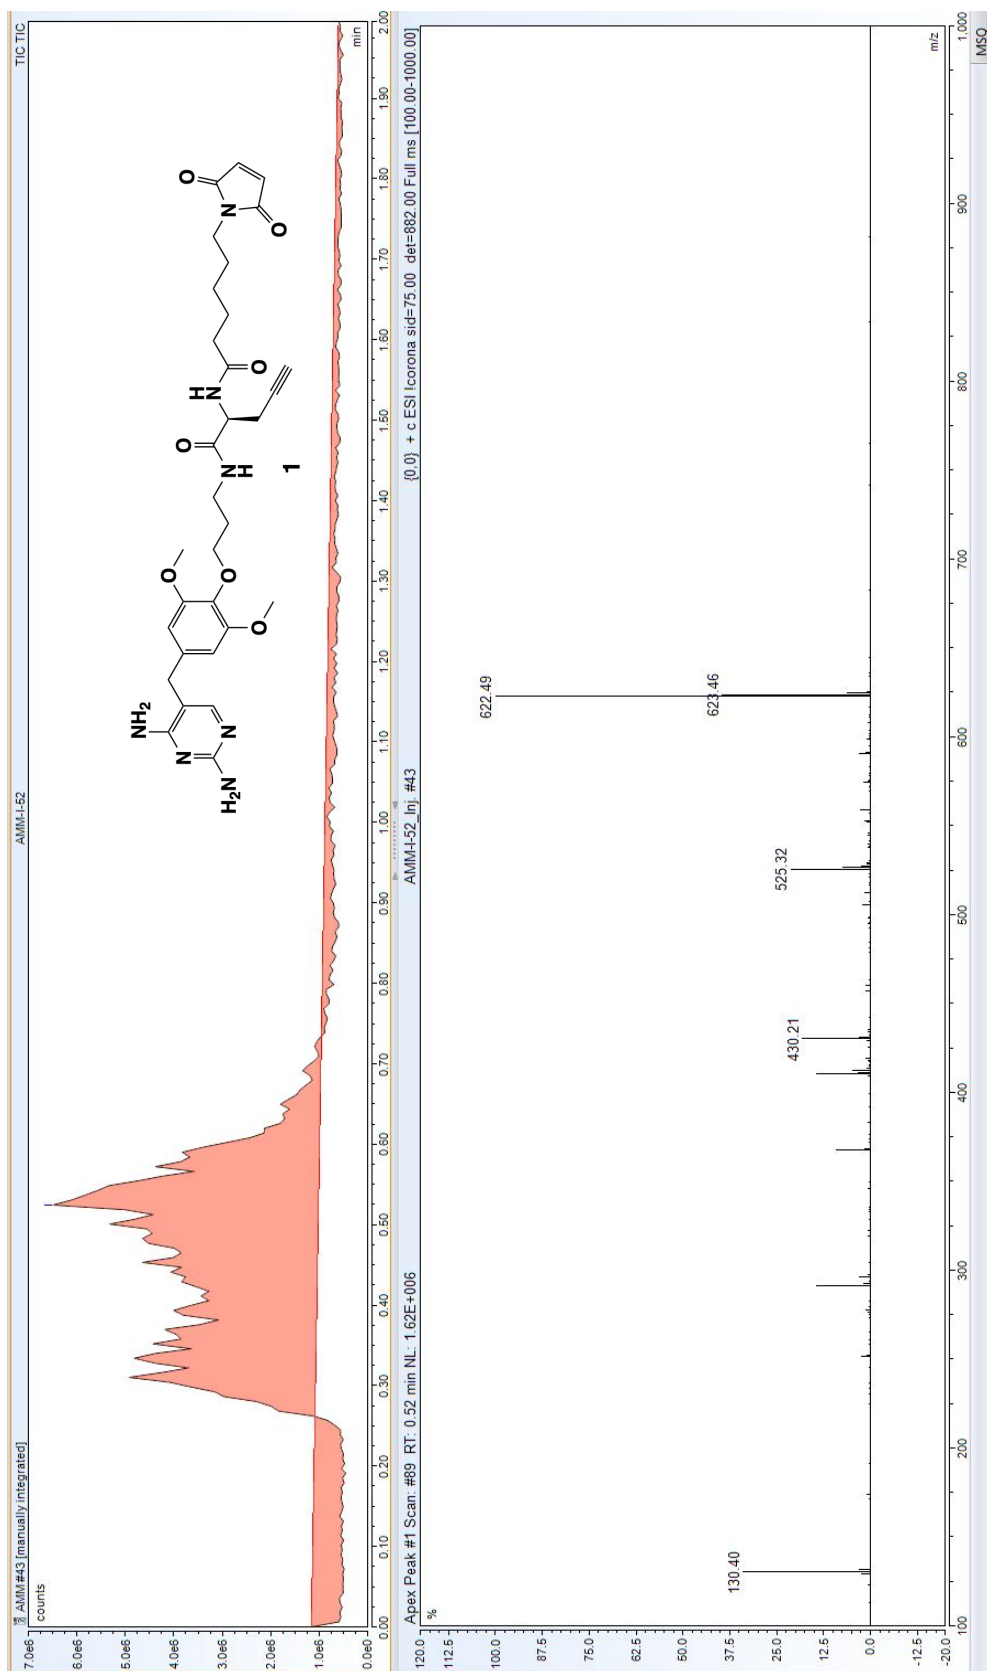 AMM #43 [manually integrated]
AMM-I-52
TIC TIC
counts
7.0e6
6.0e6
5.0e6
4.0e6
3.0e6
2.0e6
1.0e6
0.0e0
NH2
H2N
N
N
O
O
O
N
H
O
H
N
O
O
N
O
1
min
0.00
0.10
0.20
0.30
0.40
0.50
0.60
0.70
0.80
0.90
1.00
1.10
1.20
1.30
1.40
1.50
1.60
1.70
1.80
1.90
2.00
Apex Peak #1 Scan: #89 RT: 0.52 min NL: 1.62E+006
AMM-I-52_Inj. #43
{0,0} + c ESI !corona sid=75.00 det=882.00 Full ms [100.00-1000.00]
%
120.0
112.5
100.0
87.5
75.0
62.5
50.0
37.5
25.0
12.5
0.0
-12.5
-20.0
130.40
430.21
525.32
622.49
623.46
m/z
100
200
300
400
500
600
700
800
900
1,000
MSQ